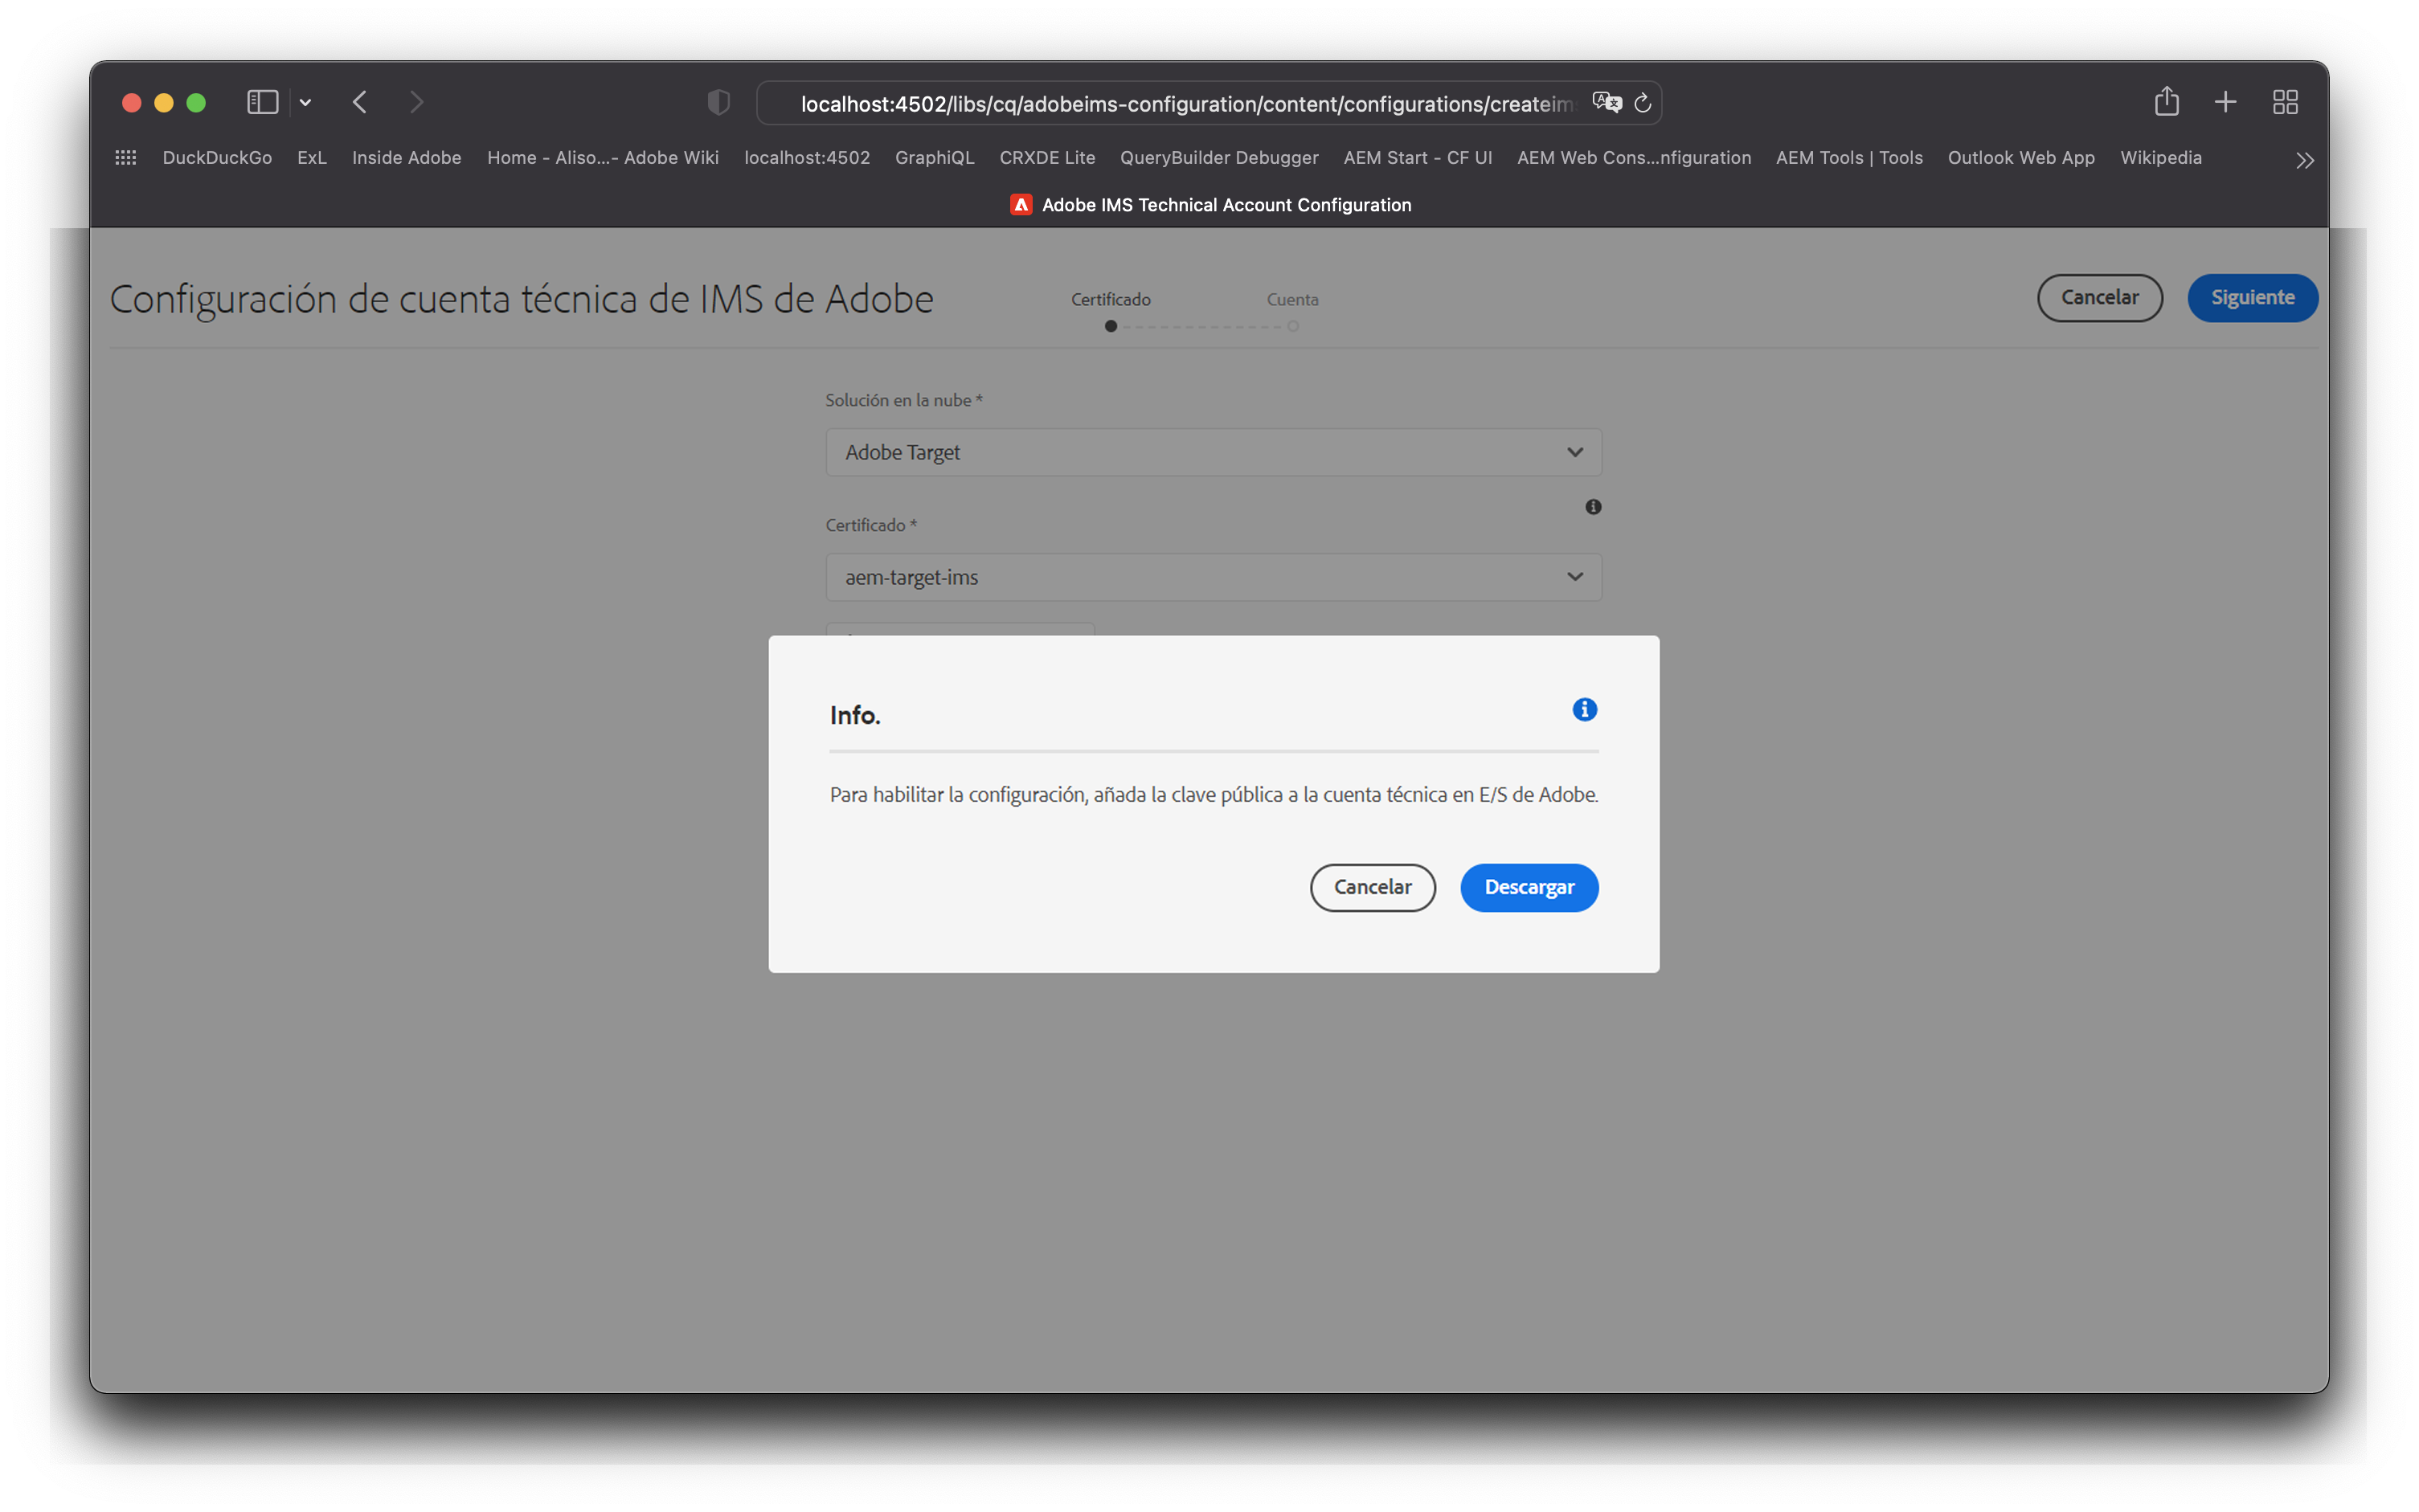 localhost:4502/libs/cq/adobeims-configuration/content/configurations/createim
DuckDuckGo ExL Inside Adobe Home - Aliso...- Adobe Wiki localhost:4502 GraphiQL CRXDE Lite QueryBuilder Debugger AEM Start - CF UI AEM Web Cons...nfiguration AEM Tools | Tools Outlook Web App Wikipedia
Adobe IMS Technical Account Configuration
Configuración de cuenta técnica de IMS de Adobe
Certificado Cuenta
Cancelar Siguiente
Solución en la nube *
Adobe Target
Certificado *
aem-target-ims
Info.
Para habilitar la configuración, añada la clave pública a la cuenta técnica en E/S de Adobe.
Cancelar Descargar